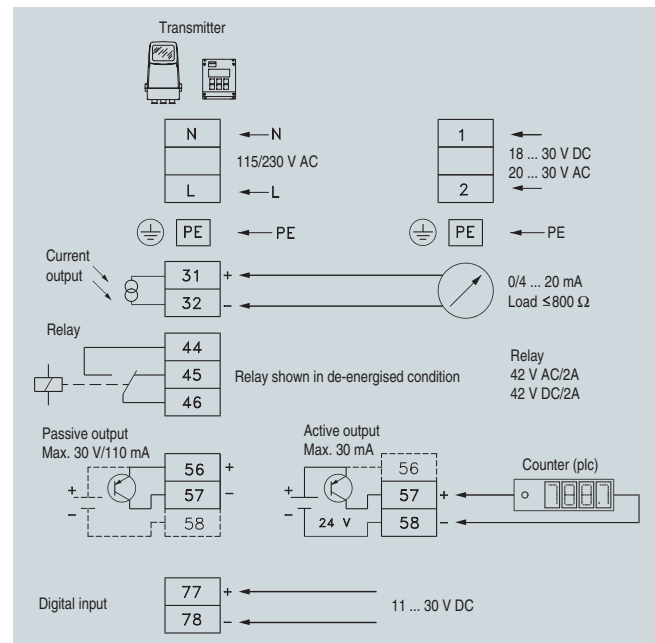 Transmitter
N
N
115/230 V AC
L
L
1
2
18 ... 30 V DC
20 ... 30 V AC
PE
PE
PE
PE
Current
output
31
+
32
−
0/4 ... 20 mA
Load ≤800 Ω
Relay
44
45
46
Relay shown in de-energised condition
Relay
42 V AC/2A
42 V DC/2A
Passive output
Max. 30 V/110 mA
+
−
56
+
57
−
58
Active output
Max. 30 mA
+
−
24 V
56
57
+
58
−
Counter (plc)
Digital input
77
+
78
−
11 ... 30 V DC